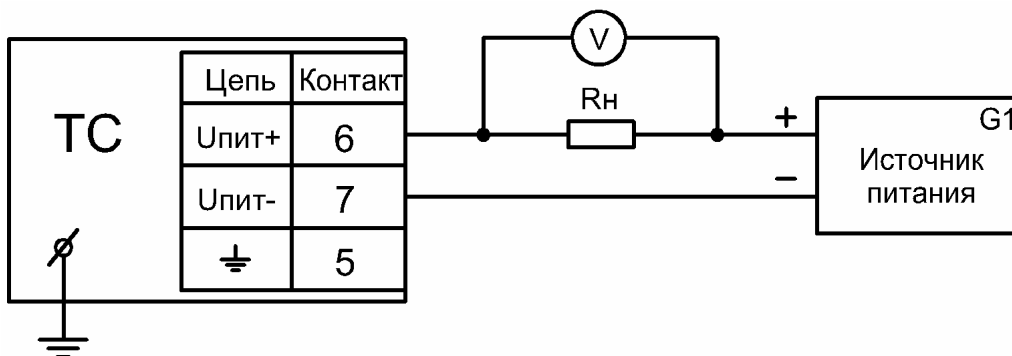 V
Цепь Контакт
Rн
+
G1
ТС
Uпит+ 6
Источник
питания
Uпит- 7
−
5